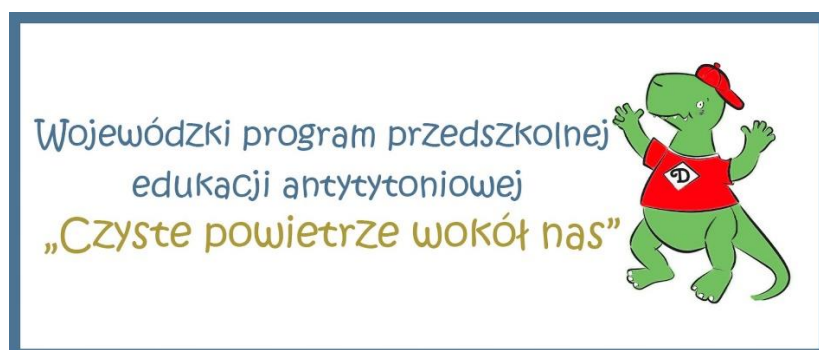 Wojewódzki program przedszkolnej
edukacji antytytoniowej
„Czyste powietrze wokół nas”
D